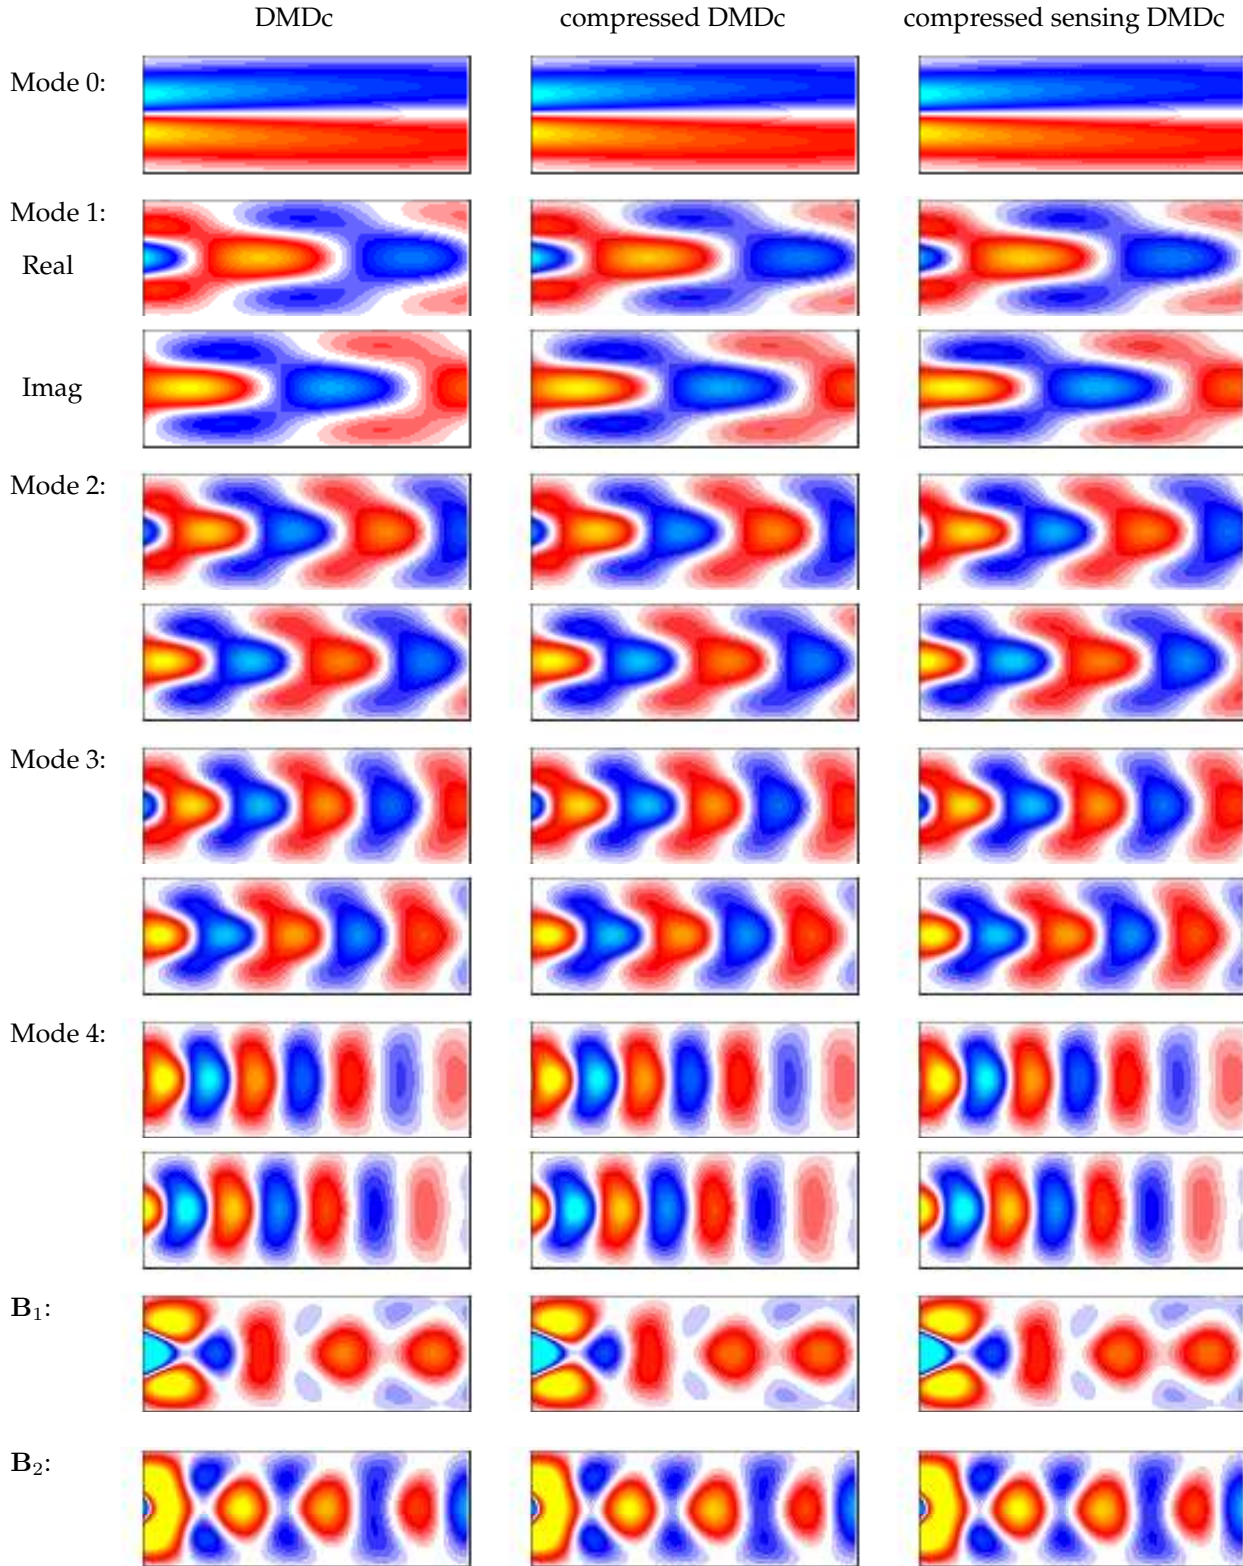 DMDc compressed DMDc compressed sensing DMDc
Mode 0:
Mode 1:
Real
Imag
Mode 2:
Mode 3:
Mode 4:
B₁:
B₂: